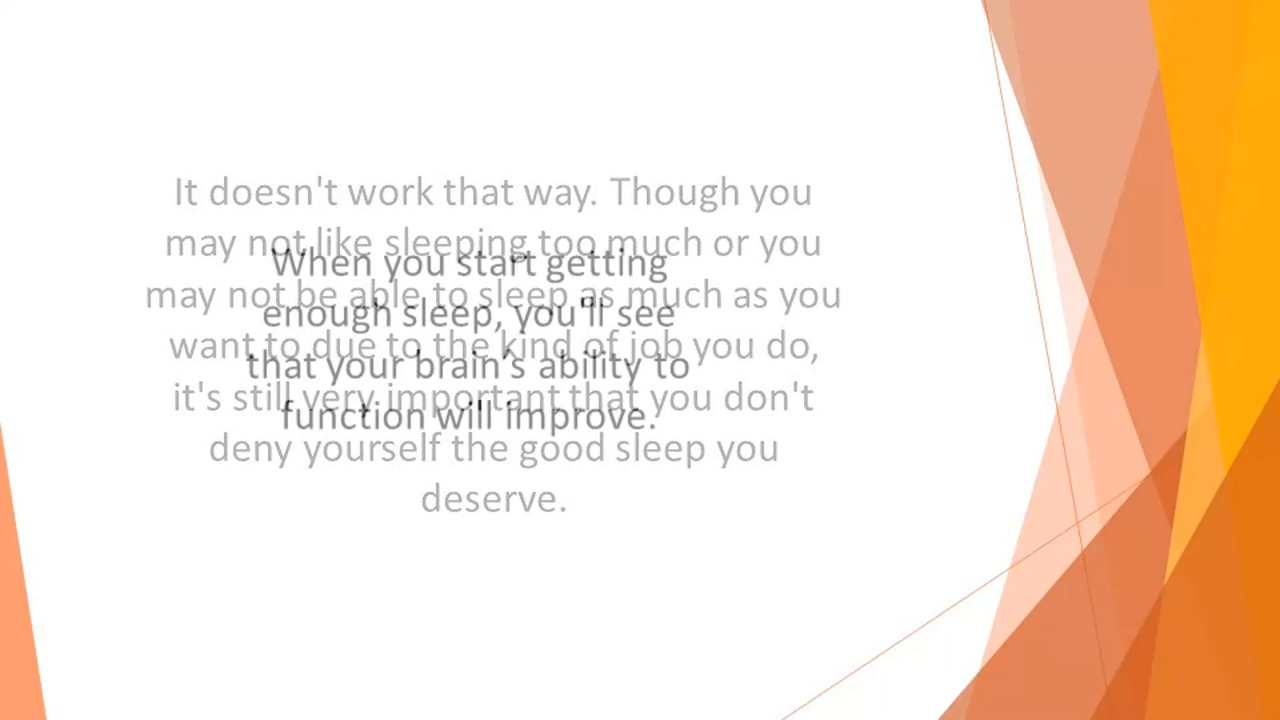 It doesn't work that way. Though you
may not like sleeping too much or you
may not be able to sleep as much as you
want to due to the kind of job you do,
it's still very important that you don't
deny yourself the good sleep you
deserve.
When you start getting
enough sleep, you'll see
that your brain's ability to
function will improve.